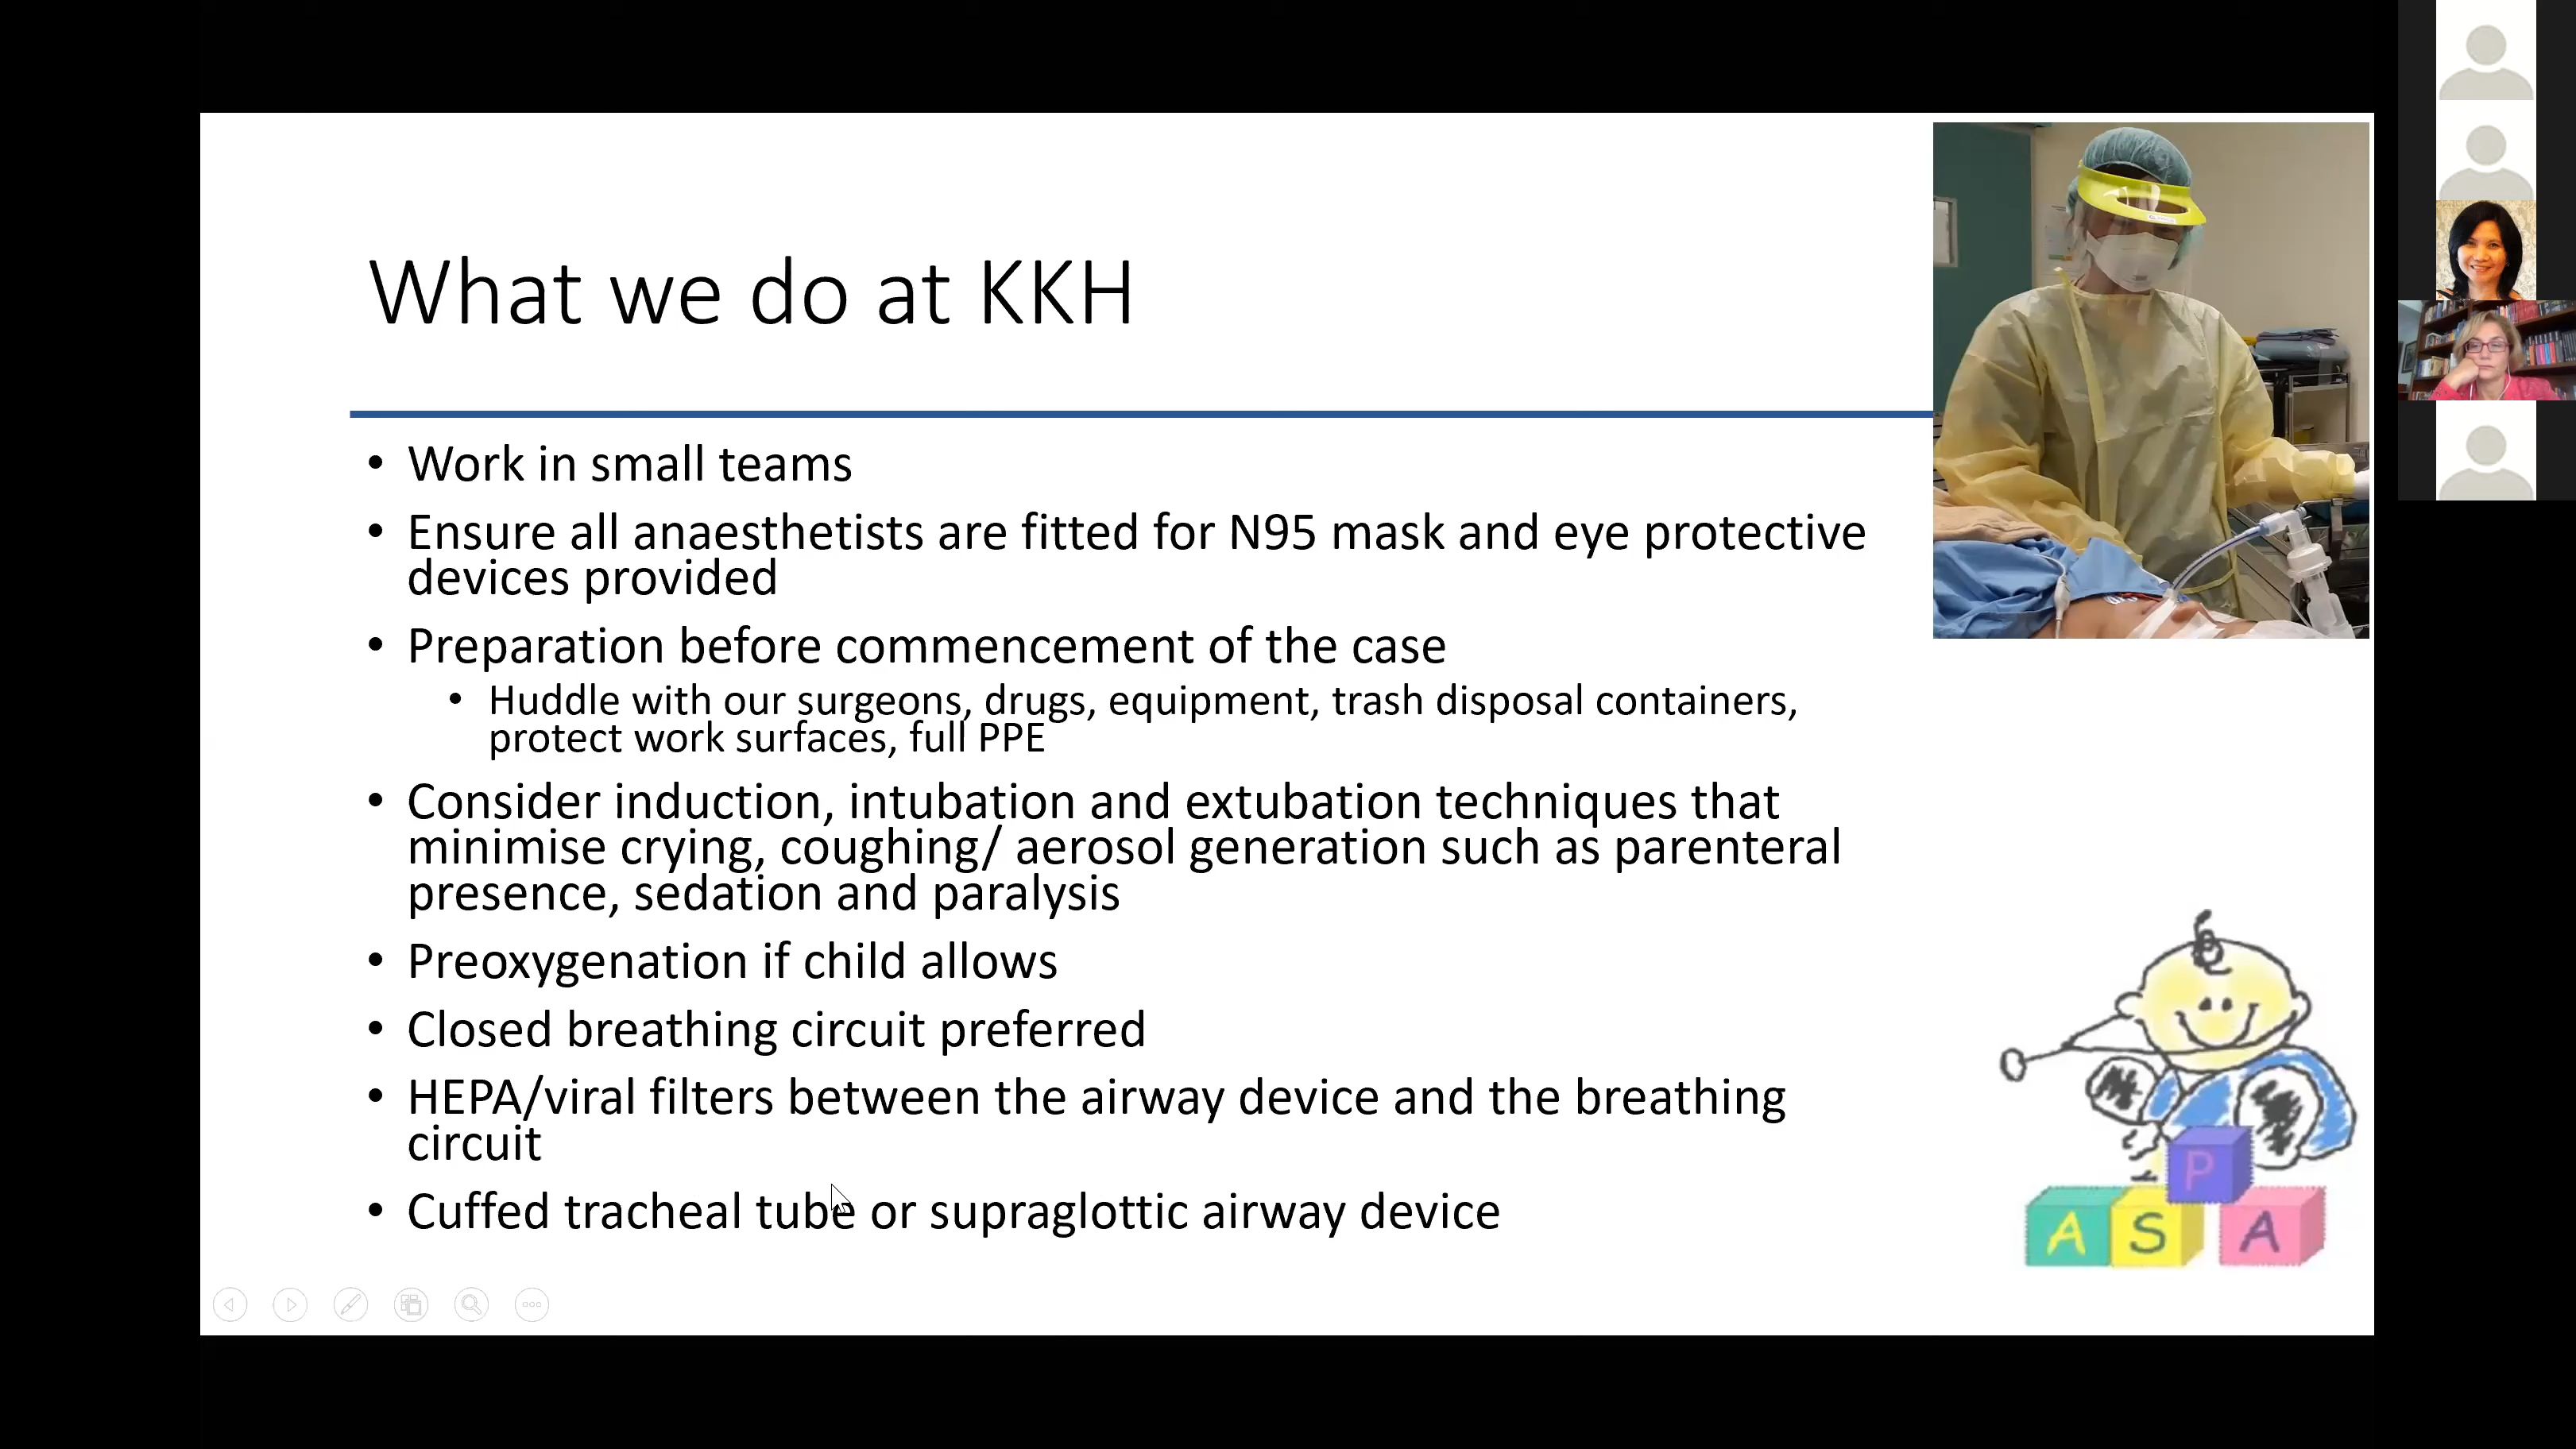 What we do at KKH
• Work in small teams
• Ensure all anaesthetists are fitted for N95 mask and eye protective
devices provided
• Preparation before commencement of the case
• Huddle with our surgeons, drugs, equipment, trash disposal containers,
protect work surfaces, full PPE
• Consider induction, intubation and extubation techniques that
minimise crying, coughing/ aerosol generation such as parenteral
presence, sedation and paralysis
• Preoxygenation if child allows
• Closed breathing circuit preferred
• HEPA/viral filters between the airway device and the breathing
circuit
• Cuffed tracheal tube or supraglottic airway device
P
A S A